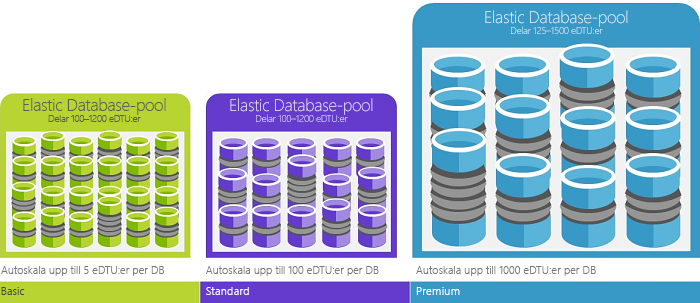 Elastic Database-pool
Delar 125–1500 eDTU:er
Elastic Database-pool
Delar 100–1200 eDTU:er
Elastic Database-pool
Delar 100–1200 eDTU:er
Autoskala upp till 5 eDTU:er per DB
Autoskala upp till 100 eDTU:er per DB
Autoskala upp till 1000 eDTU:er per DB
Basic
Standard
Premium